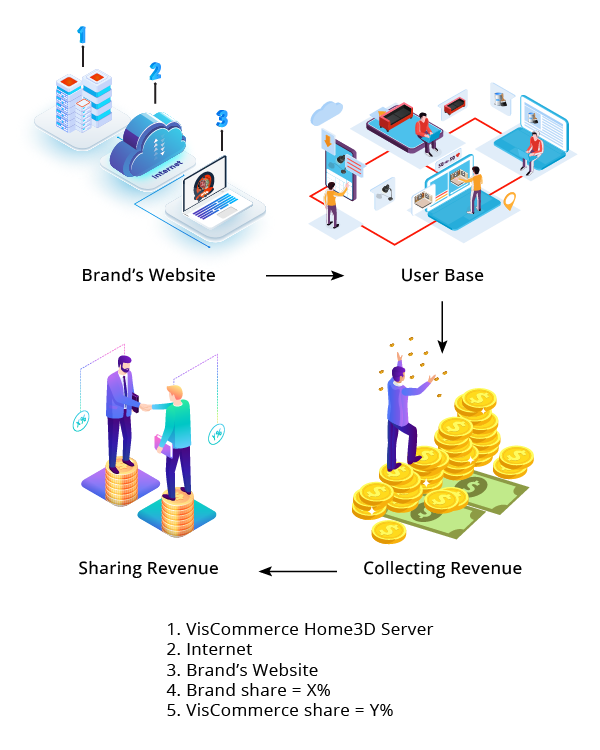 1
2
3
Internet
Brand's Website
User Base
X%
Y%
Sharing Revenue
Collecting Revenue
1. VisCommerce Home3D Server
2. Internet
3. Brand's Website
4. Brand share = X%
5. VisCommerce share = Y%